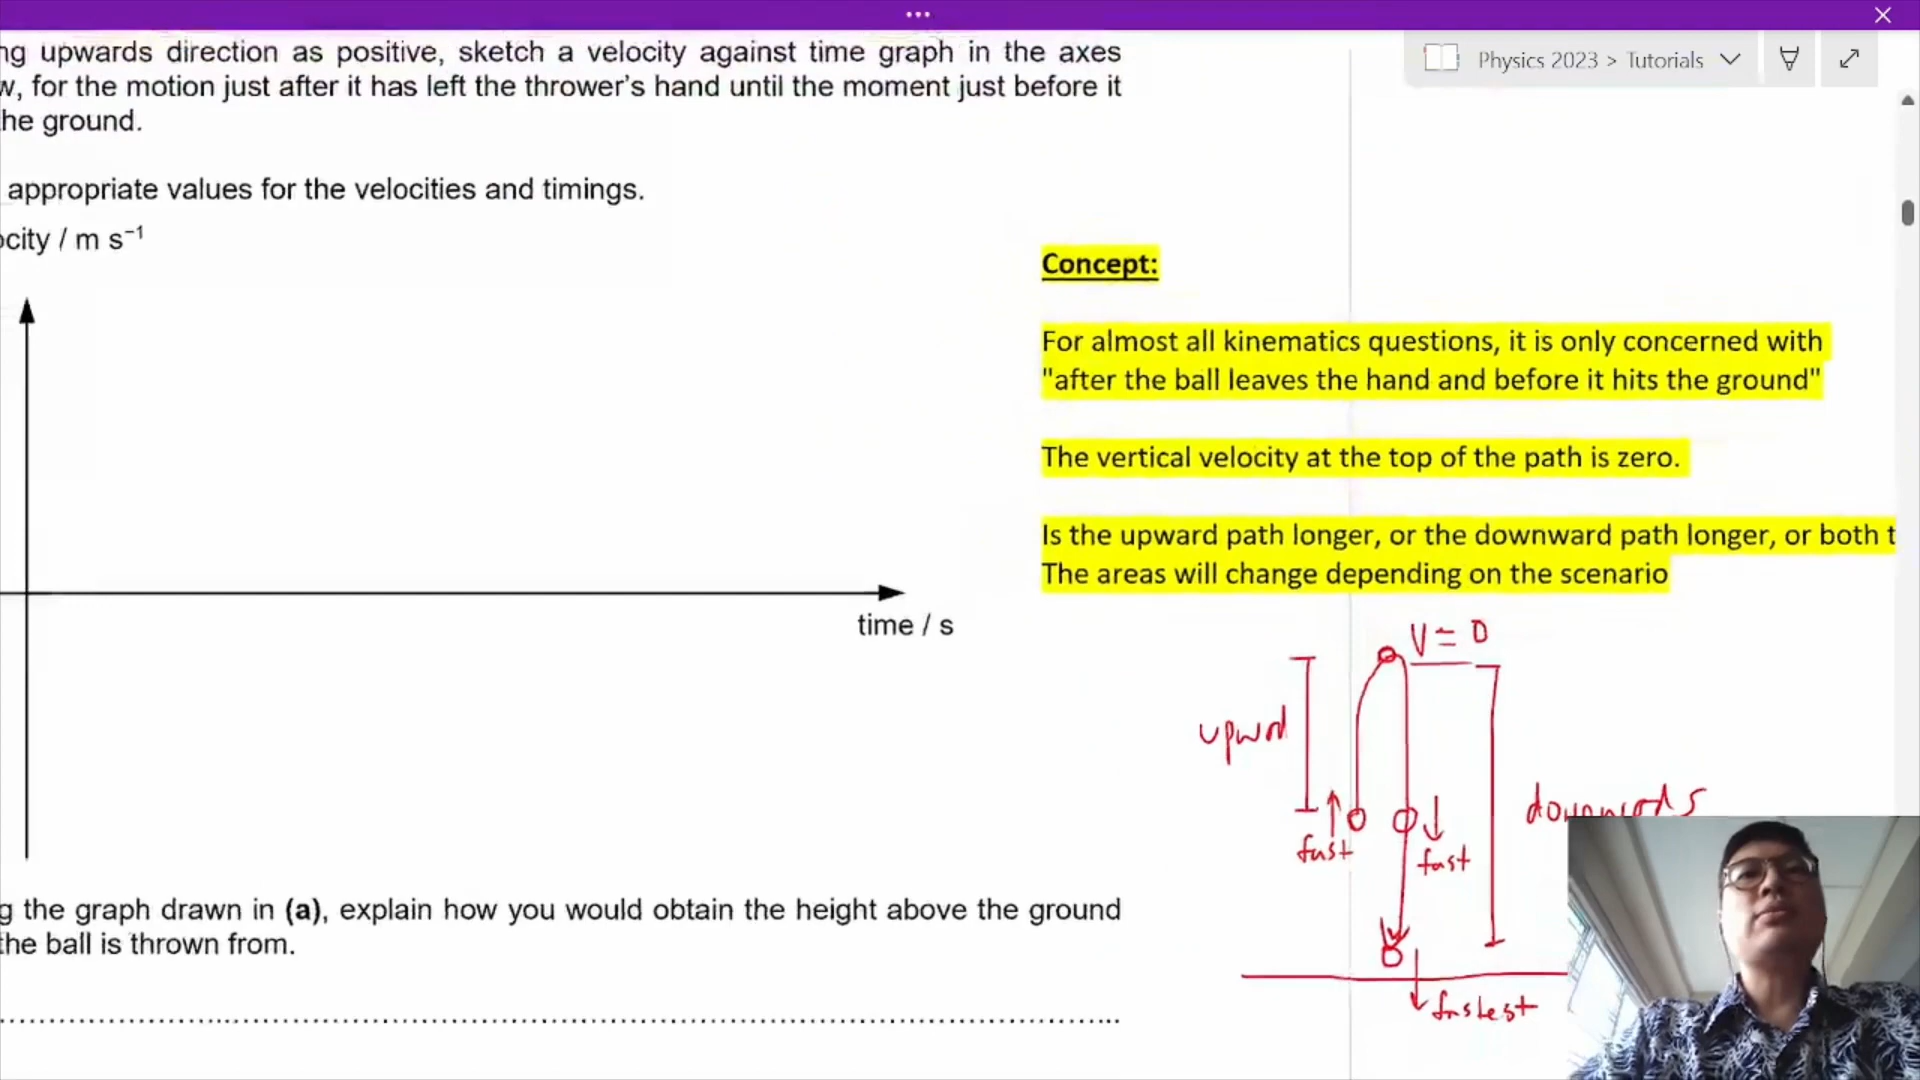 ng upwards direction as positive, sketch a velocity against time graph in the axes
w, for the motion just after it has left the thrower's hand until the moment just before it
he ground.
appropriate values for the velocities and timings.
ocity / m s⁻¹
time / s
g the graph drawn in (a), explain how you would obtain the height above the ground
the ball is thrown from.
Physics 2023 > Tutorials
Concept:
For almost all kinematics questions, it is only concerned with
"after the ball leaves the hand and before it hits the ground"
The vertical velocity at the top of the path is zero.
Is the upward path longer, or the downward path longer, or both t
The areas will change depending on the scenario
V = 0
upwrd
downwards
fast
fast
fastest